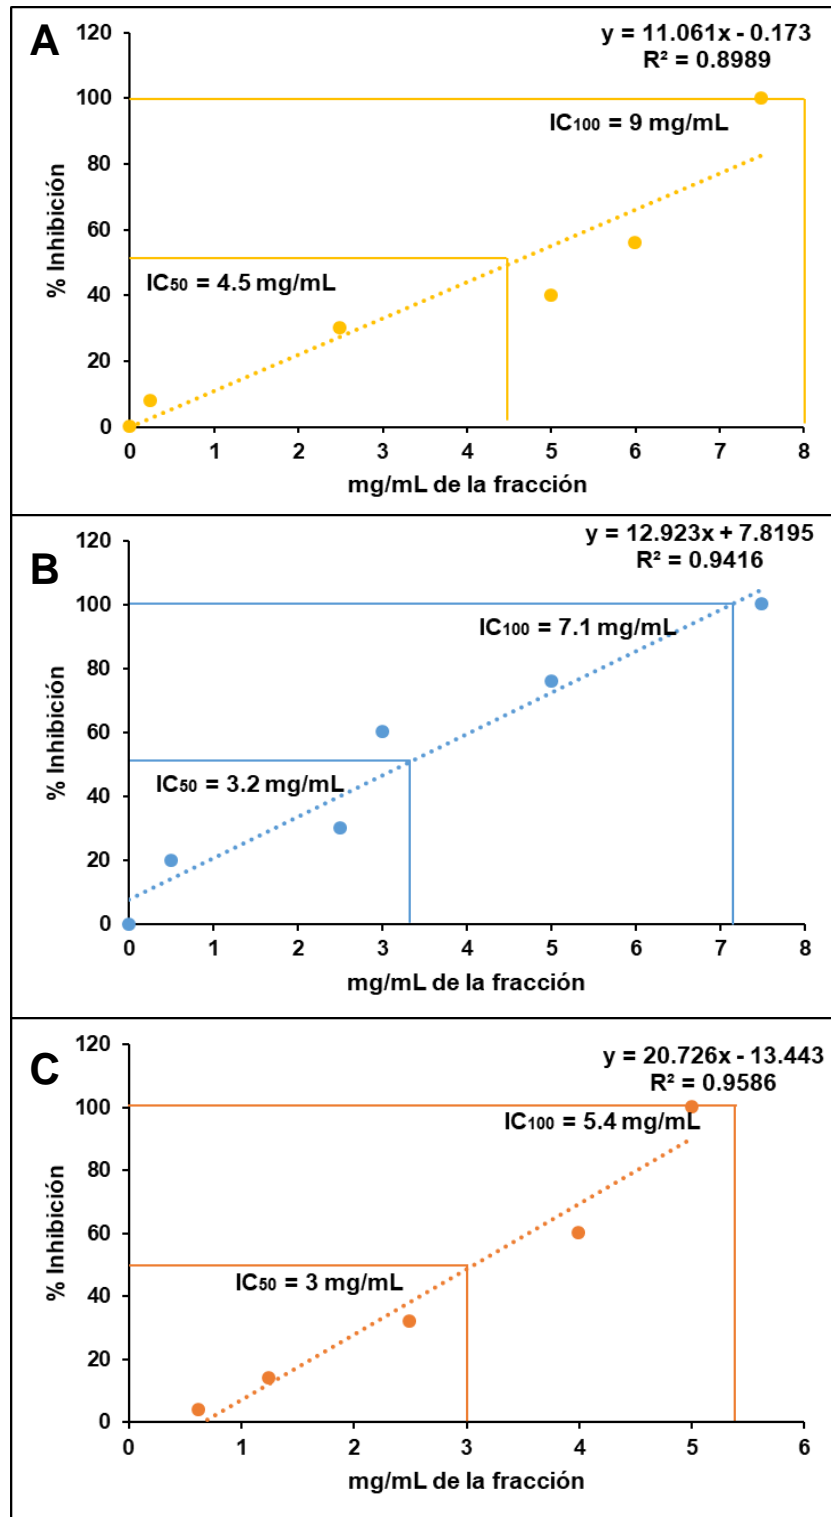 A
y = 11.061x - 0.173
R² = 0.8989
120
100
80
60
40
20
0
% Inhibición
IC₁₀₀ = 9 mg/mL
IC₅₀ = 4.5 mg/mL
0 1 2 3 4 5 6 7 8
mg/mL de la fracción
B
y = 12.923x + 7.8195
R² = 0.9416
120
100
80
60
40
20
0
% Inhibición
IC₁₀₀ = 7.1 mg/mL
IC₅₀ = 3.2 mg/mL
0 1 2 3 4 5 6 7 8
mg/mL de la fracción
C
y = 20.726x - 13.443
R² = 0.9586
120
100
80
60
40
20
0
% Inhibición
IC₁₀₀ = 5.4 mg/mL
IC₅₀ = 3 mg/mL
0 1 2 3 4 5 6
mg/mL de la fracción